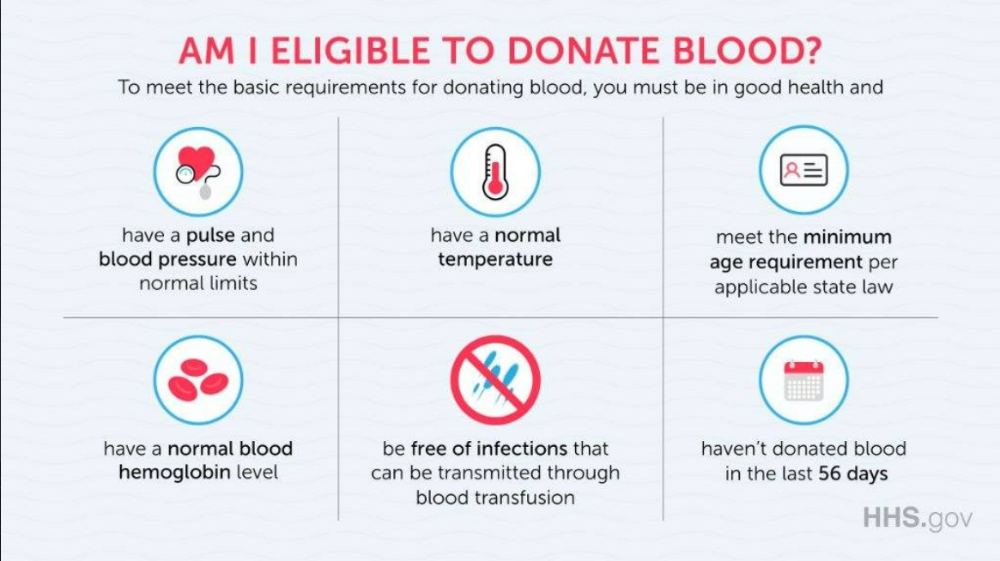 AM I ELIGIBLE TO DONATE BLOOD?
To meet the basic requirements for donating blood, you must be in good health and
have a pulse and
blood pressure within
normal limits
have a normal
temperature
meet the minimum
age requirement per
applicable state law
have a normal blood
hemoglobin level
be free of infections that
can be transmitted through
blood transfusion
haven't donated blood
in the last 56 days
HHS.gov